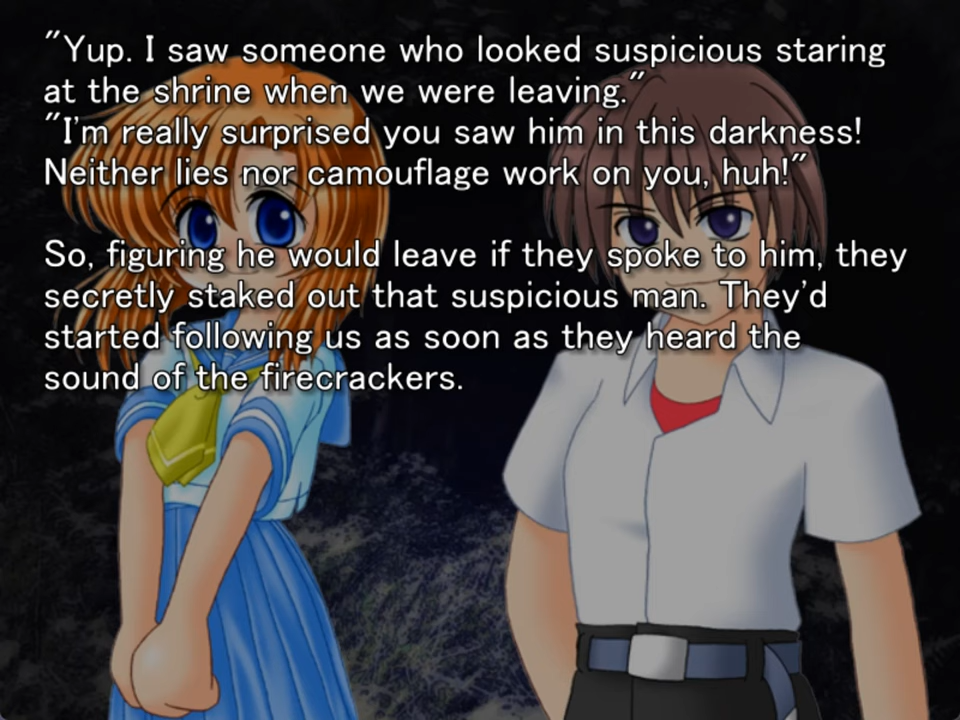 "Yup. I saw someone who looked suspicious staring
at the shrine when we were leaving."
"I'm really surprised you saw him in this darkness!
Neither lies nor camouflage work on you, huh!"
So, figuring he would leave if they spoke to him, they
secretly staked out that suspicious man. They'd
started following us as soon as they heard the
sound of the firecrackers.